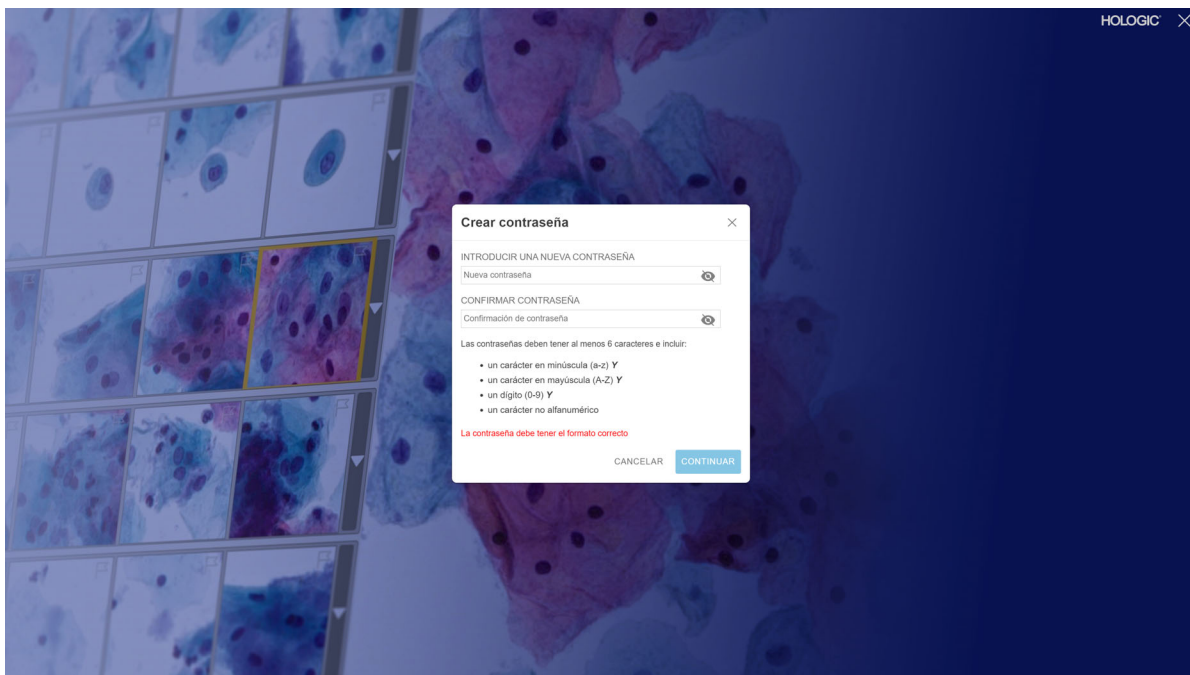 HOLOGIC
Crear contraseña
INTRODUCIR UNA NUEVA CONTRASEÑA
Nueva contraseña
CONFIRMAR CONTRASEÑA
Confirmación de contraseña
Las contraseñas deben tener al menos 6 caracteres e incluir:
• un carácter en minúscula (a-z) Y
• un carácter en mayúscula (A-Z) Y
• un dígito (0-9) Y
• un carácter no alfanumérico
La contraseña debe tener el formato correcto
CANCELAR CONTINUAR